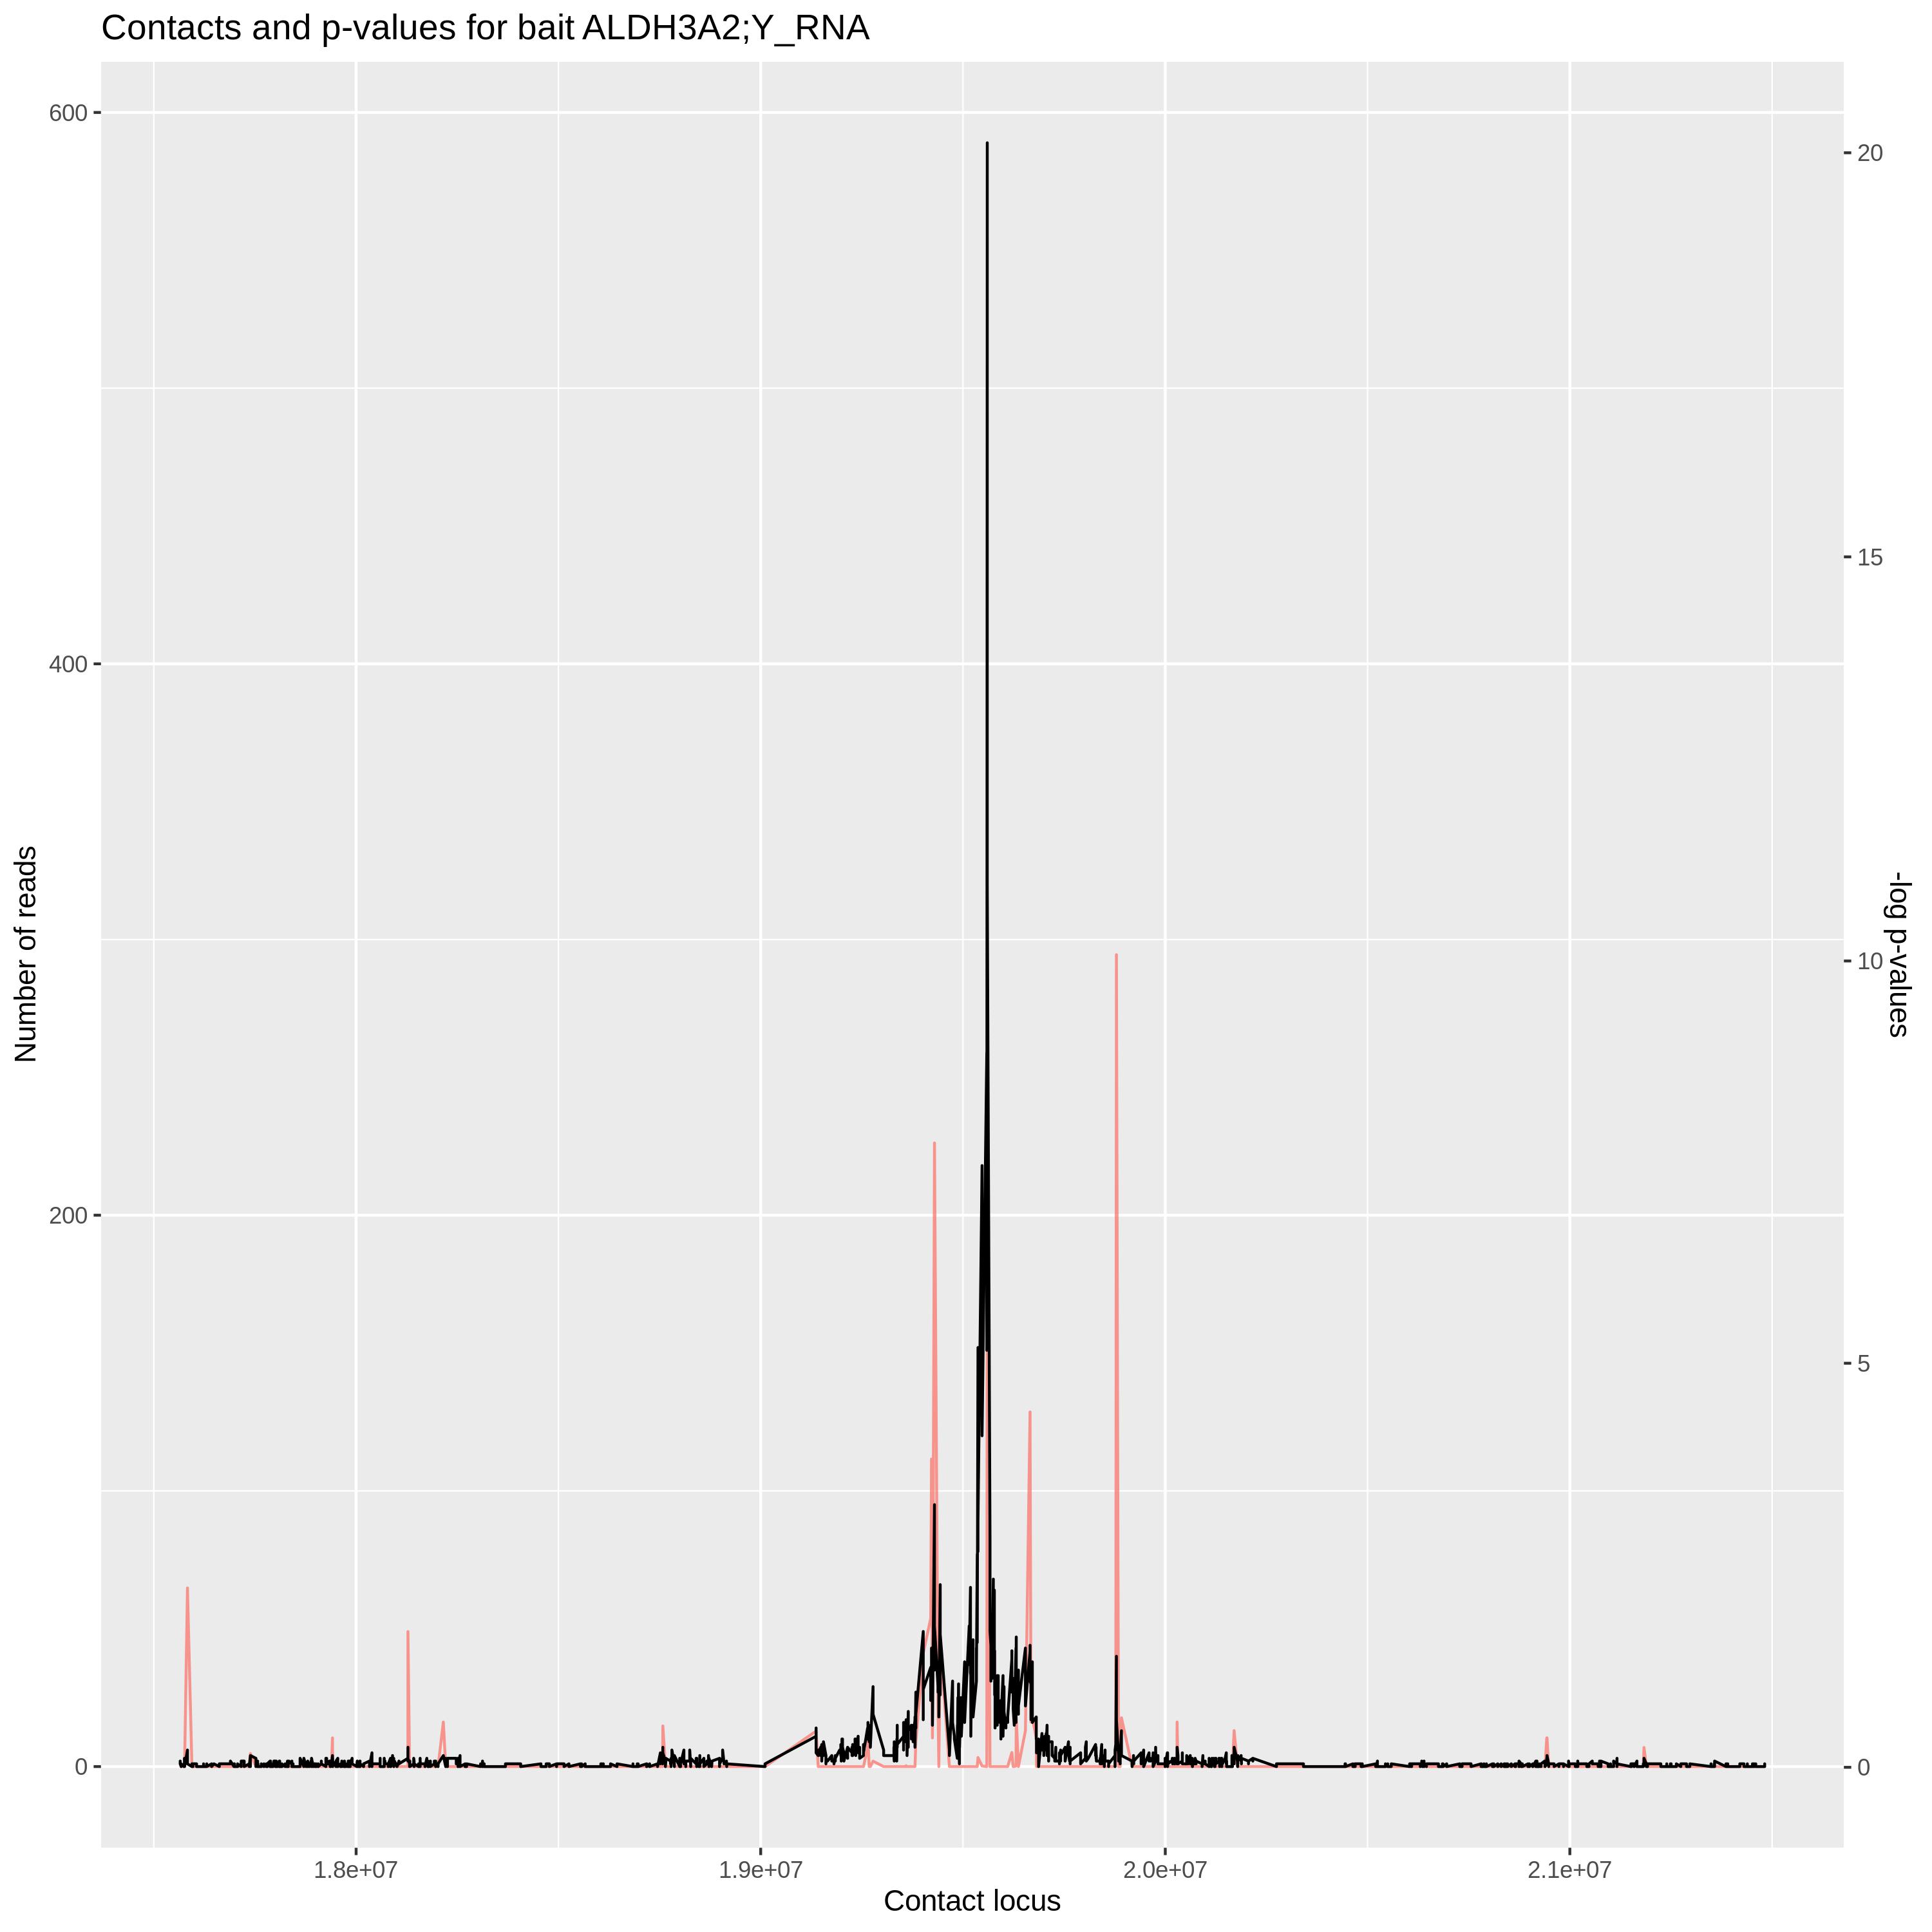 Contacts and p-values for bait ALDH3A2;Y_RNA
600
400
200
0
Number of reads
20
15
10
5
0
-log p-values
1.8e+07
1.9e+07
2.0e+07
2.1e+07
Contact locus